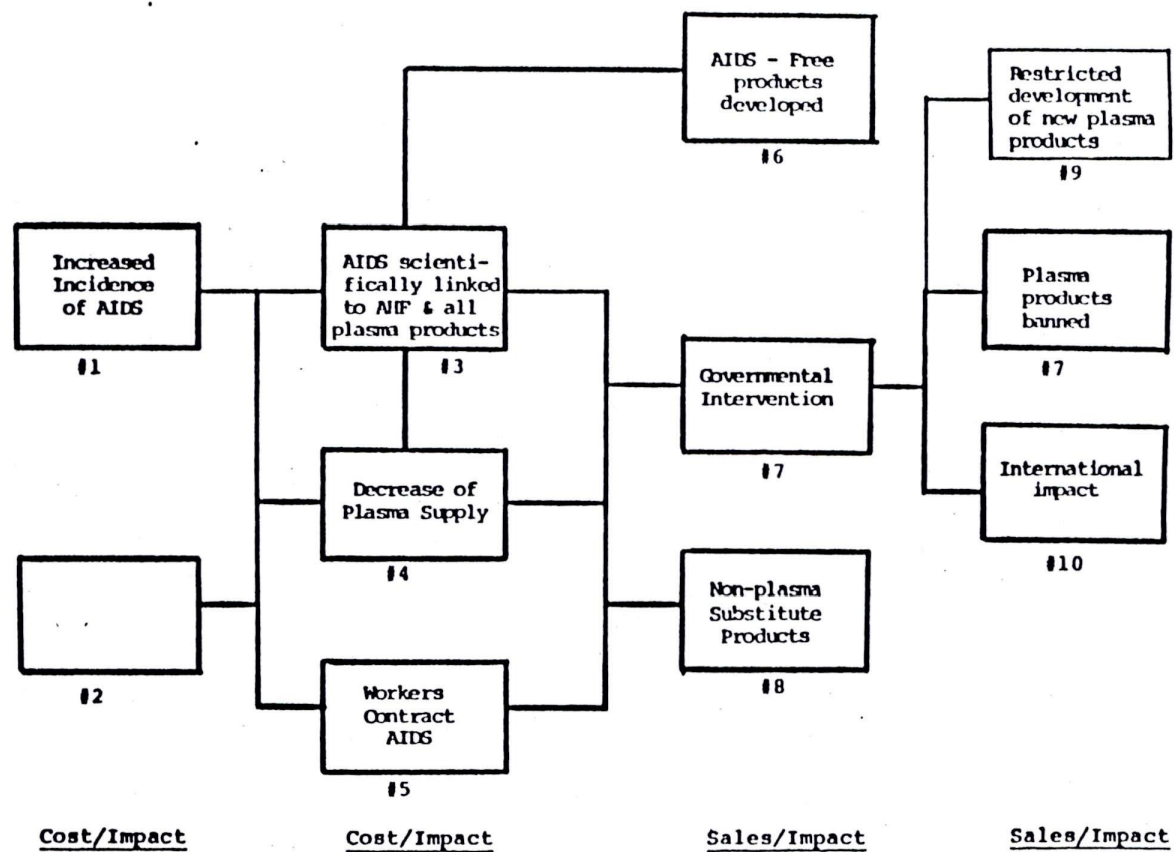 Increased
Incidence
of AIDS
#1
#2
AIDS scienti-
fically linked
to AHF & all
plasma products
#3
Decrease of
Plasma Supply
#4
Workers
Contract
AIDS
#5
AIDS - Free
products
developed
#6
Governmental
Intervention
#7
Non-plasma
Substitute
Products
#8
Restricted
development
of new plasma
products
#9
Plasma
products
banned
#7
International
impact
#10
Cost/Impact
Cost/Impact
Sales/Impact
Sales/Impact